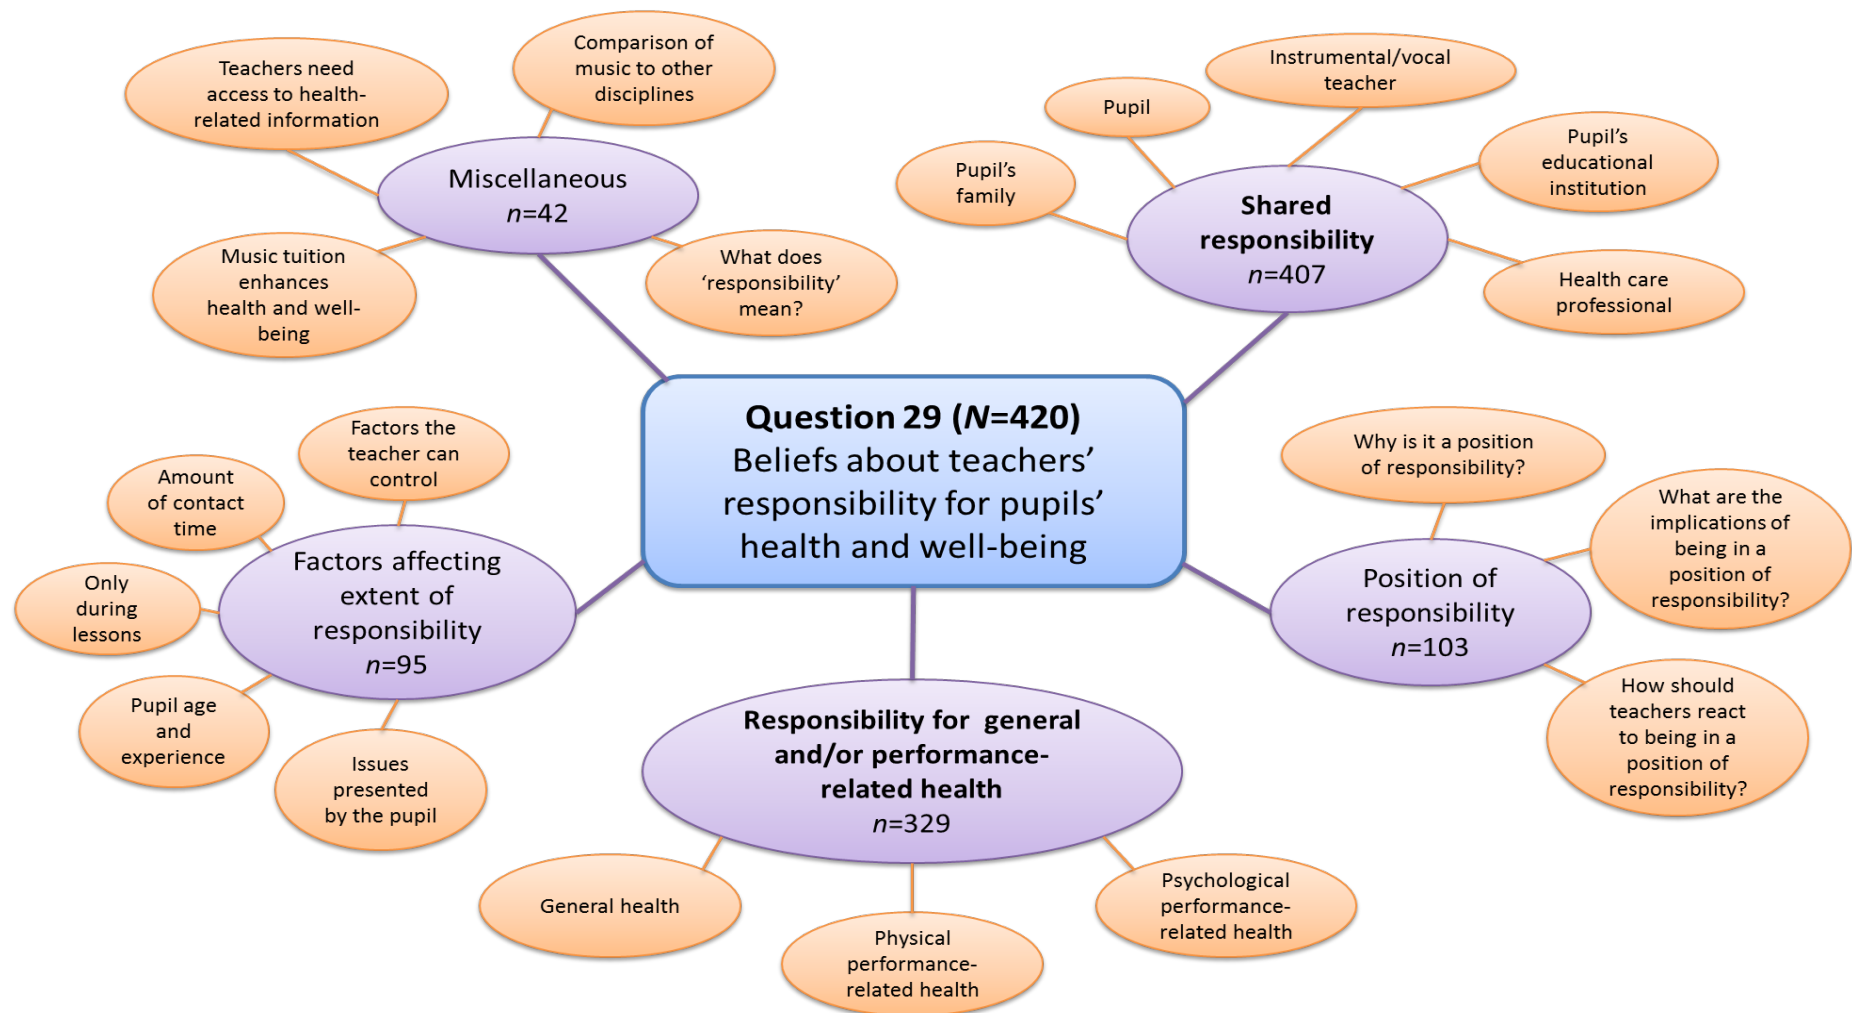 Question 29 (N=420)
Beliefs about teachers’
responsibility for pupils’
health and well-being
Miscellaneous
n=42
Teachers need
access to health-
related information
Comparison of
music to other
disciplines
Music tuition
enhances
health and well-
being
What does
‘responsibility’
mean?
Shared
responsibility
n=407
Pupil’s
family
Pupil
Instrumental/vocal
teacher
Pupil’s
educational
institution
Health care
professional
Position of
responsibility
n=103
Why is it a position
of responsibility?
What are the
implications of
being in a
position of
responsibility?
How should
teachers react
to being in a
position of
responsibility?
Responsibility for  general
and/or performance-
related health
n=329
General health
Physical
performance-
related health
Psychological
performance-
related health
Factors affecting
extent of
responsibility
n=95
Factors the
teacher can
control
Amount
of contact
time
Only
during
lessons
Pupil age
and
experience
Issues
presented
by the pupil